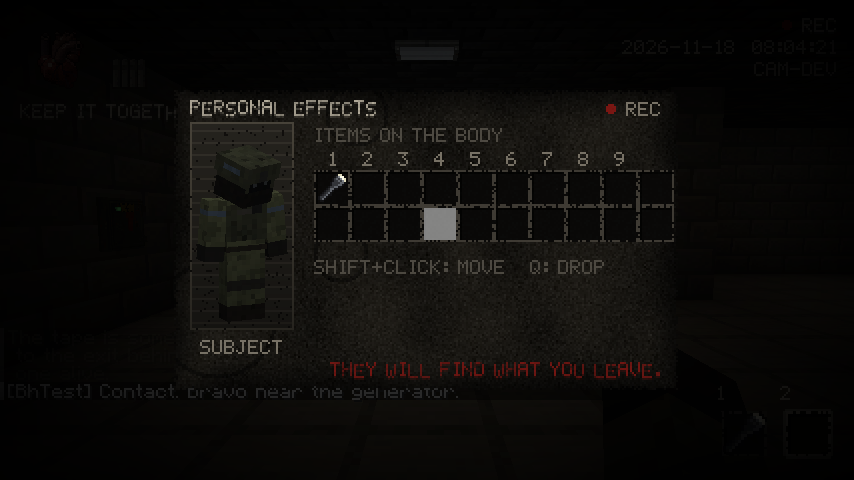 REC
2026-11-18 08:04:21
CAM-DEV
KEEP IT TOGETH
PERSONAL EFFECTS
REC
ITEMS ON THE BODY
1 2 3 4 5 6 7 8 9
SHIFT+CLICK: MOVE Q: DROP
SUBJECT
THEY WILL FIND WHAT YOU LEAVE.
[BhTest] Contact, bravo near the generator.
1 2